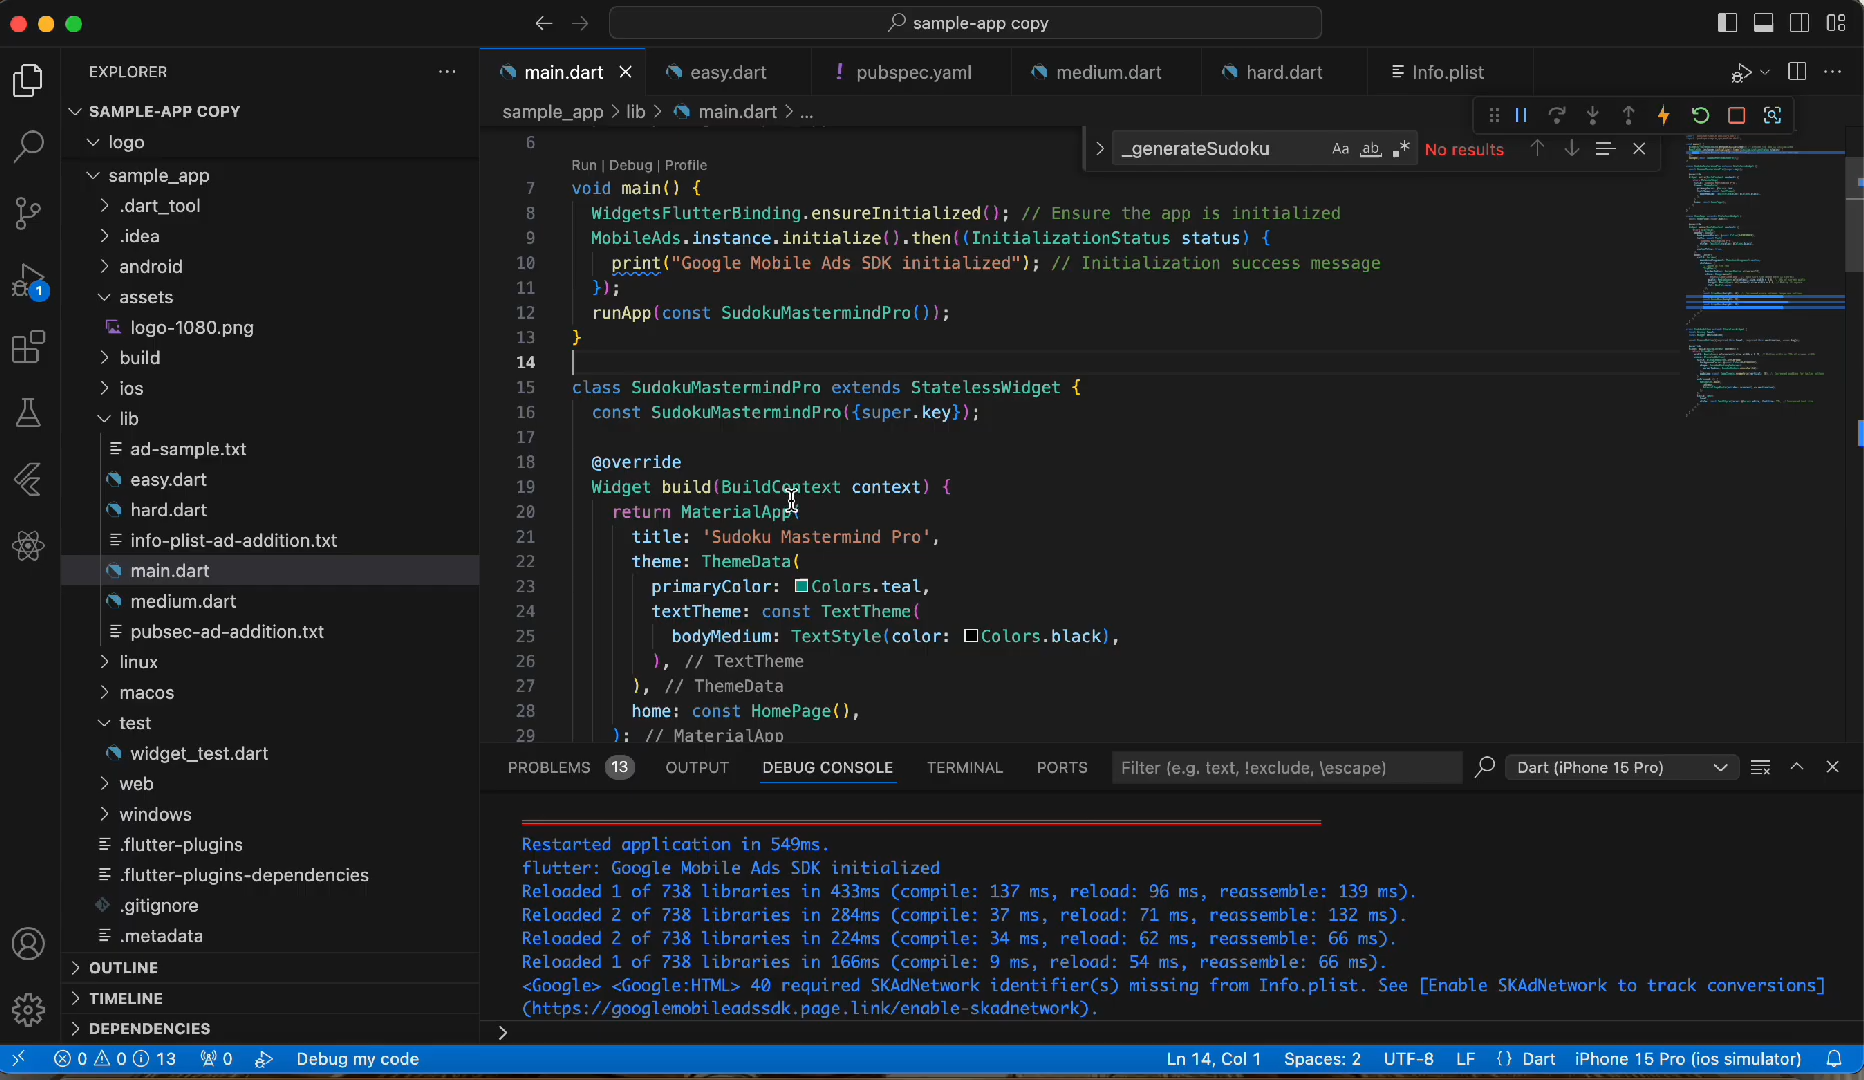 sample-app copy
EXPLORER
SAMPLE-APP COPY
logo
sample_app
.dart_tool
.idea
android
assets
logo-1080.png
build
ios
lib
ad-sample.txt
easy.dart
hard.dart
info-plist-ad-addition.txt
main.dart
medium.dart
pubsec-ad-addition.txt
linux
macos
test
widget_test.dart
web
windows
.flutter-plugins
.flutter-plugins-dependencies
.gitignore
.metadata
OUTLINE
TIMELINE
DEPENDENCIES
1
main.dart easy.dart ! pubspec.yaml medium.dart hard.dart Info.plist
sample_app > lib > main.dart > ...
_generateSudoku Aa ab .* No results
6
Run | Debug | Profile
7 void main() {
8 WidgetsFlutterBinding.ensureInitialized(); // Ensure the app is initialized
9 MobileAds.instance.initialize().then((InitializationStatus status) {
10 print("Google Mobile Ads SDK initialized"); // Initialization success message
11 });
12 runApp(const SudokuMastermindPro());
13 }
14
15 class SudokuMastermindPro extends StatelessWidget {
16 const SudokuMastermindPro({super.key});
17
18 @override
19 Widget build(BuildContext context) {
20 return MaterialApp(
21 title: 'Sudoku Mastermind Pro',
22 theme: ThemeData(
23 primaryColor: Colors.teal,
24 textTheme: const TextTheme(
25 bodyMedium: TextStyle(color: Colors.black),
26 ), // TextTheme
27 ), // ThemeData
28 home: const HomePage(),
29 ); // MaterialApp
PROBLEMS 13 OUTPUT DEBUG CONSOLE TERMINAL PORTS Filter (e.g. text, !exclude, \escape) Dart (iPhone 15 Pro)
Restarted application in 549ms.
flutter: Google Mobile Ads SDK initialized
Reloaded 1 of 738 libraries in 433ms (compile: 137 ms, reload: 96 ms, reassemble: 139 ms).
Reloaded 2 of 738 libraries in 284ms (compile: 37 ms, reload: 71 ms, reassemble: 132 ms).
Reloaded 2 of 738 libraries in 224ms (compile: 34 ms, reload: 62 ms, reassemble: 66 ms).
Reloaded 1 of 738 libraries in 166ms (compile: 9 ms, reload: 54 ms, reassemble: 66 ms).
<Google> <Google:HTML> 40 required SKAdNetwork identifier(s) missing from Info.plist. See [Enable SKAdNetwork to track conversions]
(https://googlemobileadssdk.page.link/enable-skadnetwork).
0 0 13 0 Debug my code Ln 14, Col 1 Spaces: 2 UTF-8 LF {} Dart iPhone 15 Pro (ios simulator)